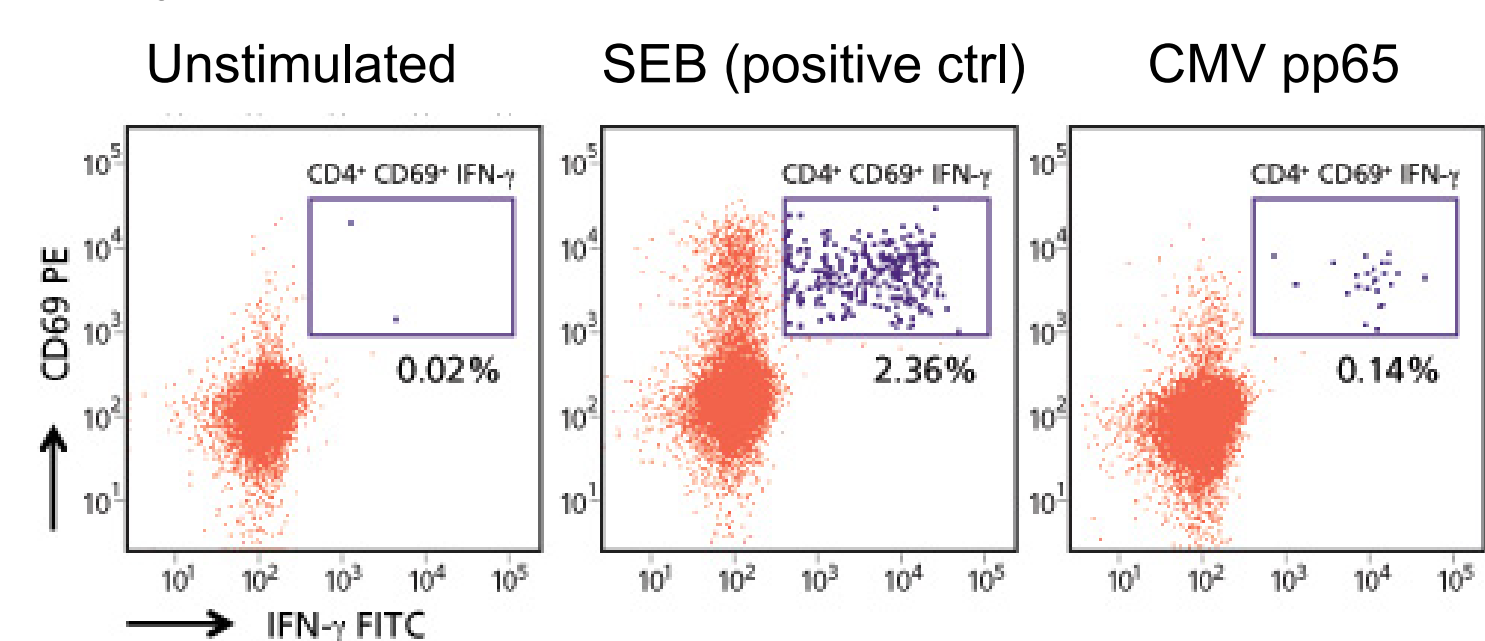 Unstimulated
SEB (positive ctrl)
CMV pp65
CD69 PE
10⁵
10⁴
10³
10²
10¹
CD4⁺ CD69⁺ IFN-γ
0.02%
10¹ 10² 10³ 10⁴ 10⁵
IFN-γ FITC
10⁵
10⁴
10³
10²
10¹
CD4⁺ CD69⁺ IFN-γ
2.36%
10¹ 10² 10³ 10⁴ 10⁵
10⁵
10⁴
10³
10²
10¹
CD4⁺ CD69⁺ IFN-γ
0.14%
10¹ 10² 10³ 10⁴ 10⁵